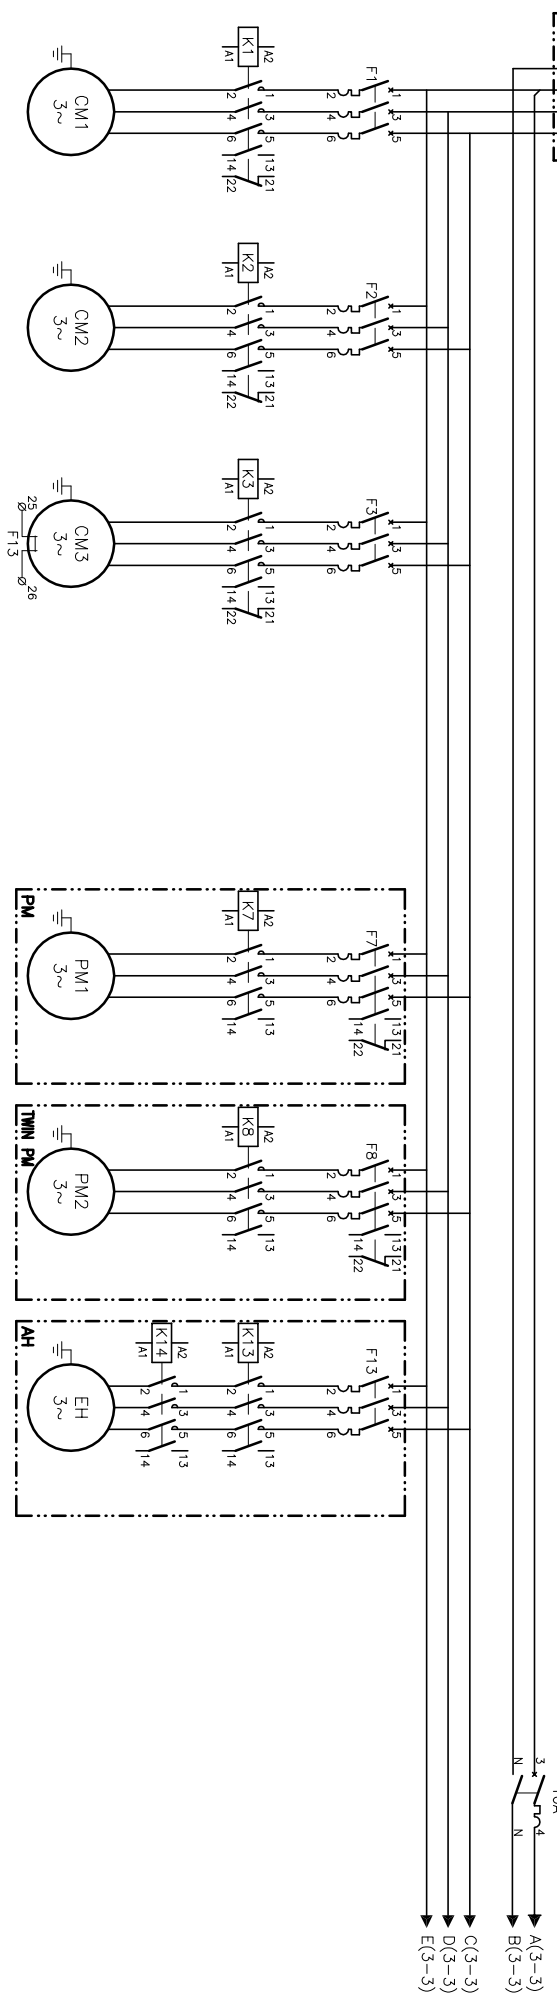 3 4
A(3-3)
N N
B(3-3)
C(3-3)
D(3-3)
E(3-3)
F1
1 3 5
2 4 6
A2
K1
A1
1 3 5 13 21
2 4 6 14 22
CM1
3~
F2
1 3 5
2 4 6
A2
K2
A1
1 3 5 13 21
2 4 6 14 22
CM2
3~
F3
1 3 5
2 4 6
A2
K3
A1
1 3 5 13 21
2 4 6 14 22
CM3
3~
25 26
F13
F7
1 3 5 13 21
2 4 6 14 22
A2
K7
A1
1 3 5 13
2 4 6 14
PM1
3~
PM
F8
1 3 5 13 21
2 4 6 14 22
A2
K8
A1
1 3 5 13
2 4 6 14
PM2
3~
TWIN PM
F13
1 3 5
2 4 6
A2
K13
A1
1 3 5 13
2 4 6 14
A2
K14
A1
1 3 5 13
2 4 6 14
EH
3~
AH